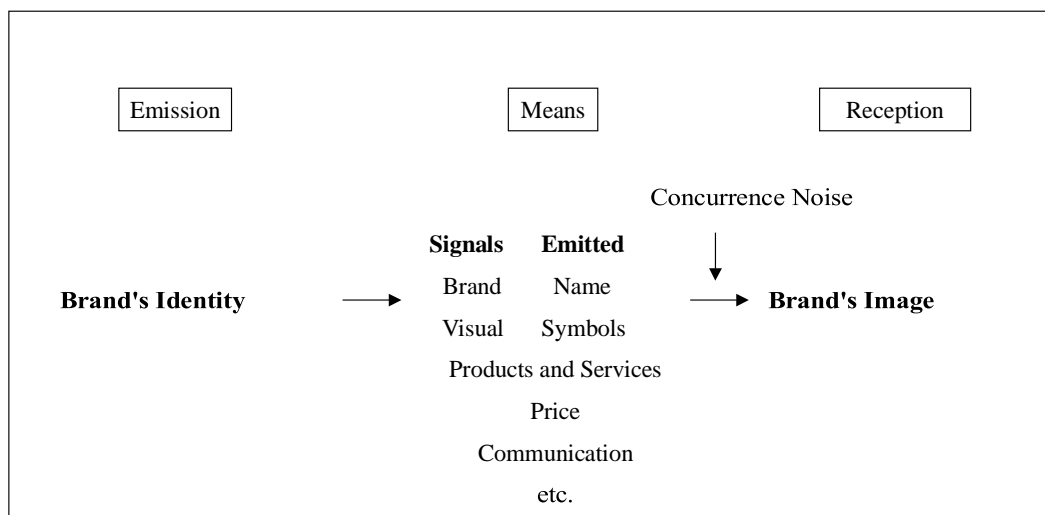 Emission Means Reception
Concurrence Noise
Signals Emitted
Brand's Identity Brand Name Brand's Image
Visual Symbols
Products and Services
Price
Communication
etc.